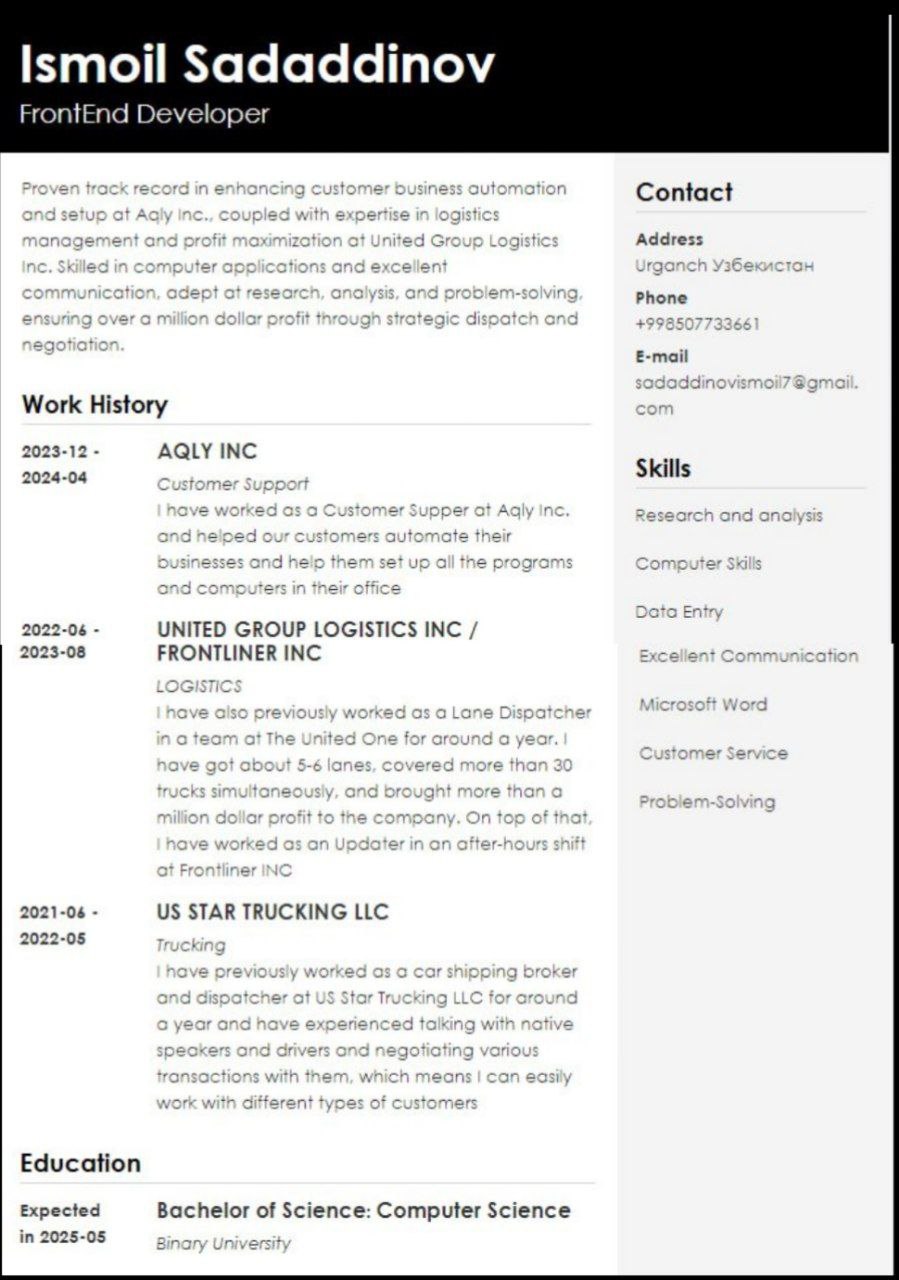 Ismoil Sadaddinov
FrontEnd Developer
Proven track record in enhancing customer business automation
and setup at Aqly Inc., coupled with expertise in logistics
management and profit maximization at United Group Logistics
Inc. Skilled in computer applications and excellent
communication, adept at research, analysis, and problem-solving,
ensuring over a million dollar profit through strategic dispatch and
negotiation.
Work History
2023-12 -
2024-04
AQLY INC
Customer Support
I have worked as a Customer Supper at Aqly Inc.
and helped our customers automate their
businesses and help them set up all the programs
and computers in their office
2022-06 -
2023-08
UNITED GROUP LOGISTICS INC /
FRONTLINER INC
LOGISTICS
I have also previously worked as a Lane Dispatcher
in a team at The United One for around a year. I
have got about 5-6 lanes, covered more than 30
trucks simultaneously, and brought more than a
million dollar profit to the company. On top of that,
I have worked as an Updater in an after-hours shift
at Frontliner INC
2021-06 -
2022-05
US STAR TRUCKING LLC
Trucking
I have previously worked as a car shipping broker
and dispatcher at US Star Trucking LLC for around
a year and have experienced talking with native
speakers and drivers and negotiating various
transactions with them, which means I can easily
work with different types of customers
Education
Expected
in 2025-05
Bachelor of Science: Computer Science
Binary University
Contact
Address
Urganch Узбекистан
Phone
+998507733661
E-mail
sadaddinovismoil7@gmail.
com
Skills
Research and analysis
Computer Skills
Data Entry
Excellent Communication
Microsoft Word
Customer Service
Problem-Solving